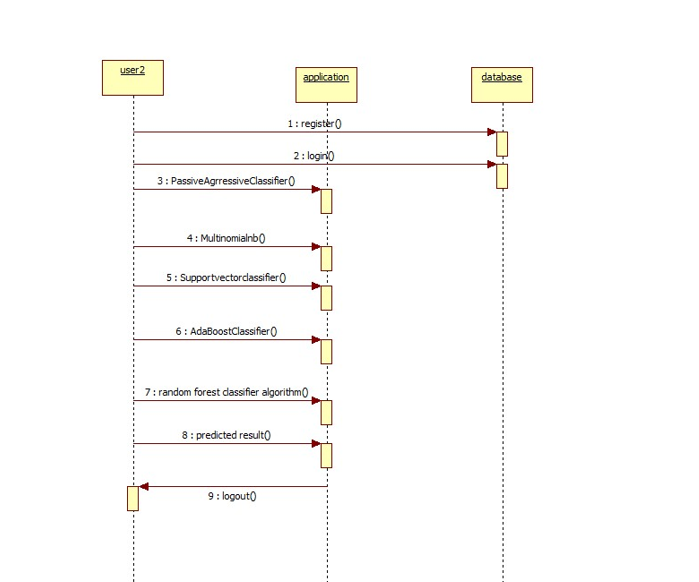 user2
application
database
1 : register()
2 : login()
3 : PassiveAgrressiveClassifier()
4 : Multinomialnb()
5 : Supportvectorclassifier()
6 : AdaBoostClassifier()
7 : random forest classifier algorithm()
8 : predicted result()
9 : logout()